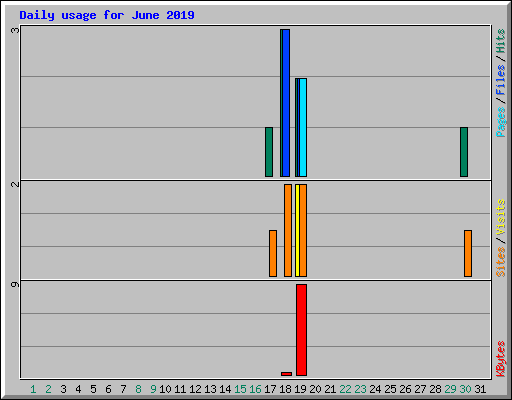 Daily usage for June 2019
3
2
9
Pages/Files/Hits
Sites/Visits
KBytes
1 2 3 4 5 6 7 8 9 10 11 12 13 14 15 16 17 18 19 20 21 22 23 24 25 26 27 28 29 30 31